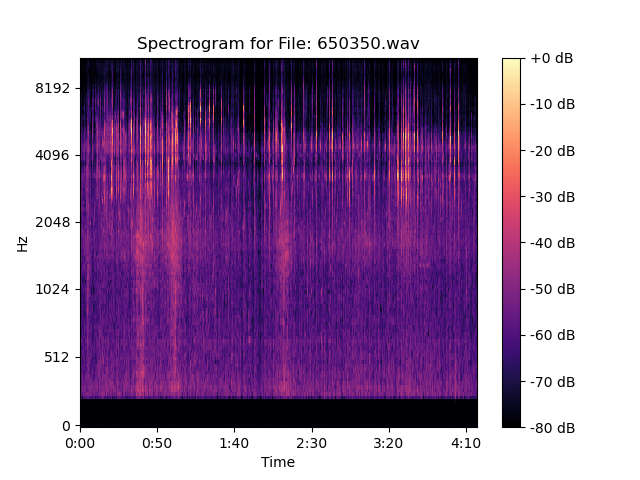 Spectrogram for File: 650350.wav
8192
4096
2048
1024
512
0
Hz
0:00 0:50 1:40 2:30 3:20 4:10
Time
+0 dB
-10 dB
-20 dB
-30 dB
-40 dB
-50 dB
-60 dB
-70 dB
-80 dB